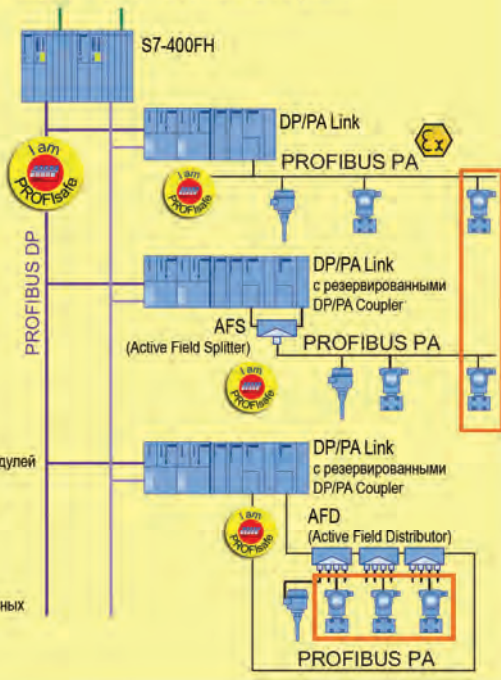 S7-400FH
DP/PA Link
Ex
PROFIBUS PA
I am
PROFIsafe
I am
PROFIsafe
PROFIBUS DP
DP/PA Link
с резервированными
DP/PA Coupler
AFS
(Active Field Splitter)
PROFIBUS PA
I am
PROFIsafe
дулей
DP/PA Link
с резервированными
DP/PA Coupler
I am
PROFIsafe
AFD
(Active Field Distributor)
ных
PROFIBUS PA